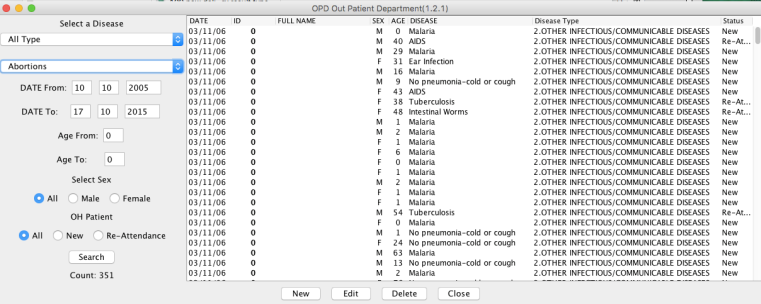 OPD Out Patient Department(1.2.1)
Select a Disease
All Type
Abortions
DATE From: 10 10 2005
DATE To: 17 10 2015
Age From: 0
Age To: 0
Select Sex
All Male Female
OH Patient
All New Re-Attendance
Search
Count: 351
DATE ID FULL NAME SEX AGE DISEASE Disease Type Status
03/11/06 0 M 0 Malaria 2.OTHER INFECTIOUS/COMMUNICABLE DISEASES New
03/11/06 0 M 40 AIDS 2.OTHER INFECTIOUS/COMMUNICABLE DISEASES Re-At...
03/11/06 0 M 29 Malaria 2.OTHER INFECTIOUS/COMMUNICABLE DISEASES New
03/11/06 0 F 31 Ear Infection 2.OTHER INFECTIOUS/COMMUNICABLE DISEASES New
03/11/06 0 M 16 Malaria 2.OTHER INFECTIOUS/COMMUNICABLE DISEASES New
03/11/06 0 M 9 No pneumonia-cold or cough 2.OTHER INFECTIOUS/COMMUNICABLE DISEASES New
03/11/06 0 F 43 AIDS 2.OTHER INFECTIOUS/COMMUNICABLE DISEASES New
03/11/06 0 F 38 Tuberculosis 2.OTHER INFECTIOUS/COMMUNICABLE DISEASES Re-At...
03/11/06 0 F 48 Intestinal Worms 2.OTHER INFECTIOUS/COMMUNICABLE DISEASES Re-At...
03/11/06 0 M 1 Malaria 2.OTHER INFECTIOUS/COMMUNICABLE DISEASES New
03/11/06 0 M 2 Malaria 2.OTHER INFECTIOUS/COMMUNICABLE DISEASES New
03/11/06 0 F 1 Malaria 2.OTHER INFECTIOUS/COMMUNICABLE DISEASES New
03/11/06 0 F 6 Malaria 2.OTHER INFECTIOUS/COMMUNICABLE DISEASES New
03/11/06 0 F 0 Malaria 2.OTHER INFECTIOUS/COMMUNICABLE DISEASES New
03/11/06 0 F 1 Malaria 2.OTHER INFECTIOUS/COMMUNICABLE DISEASES New
03/11/06 0 M 2 Malaria 2.OTHER INFECTIOUS/COMMUNICABLE DISEASES New
03/11/06 0 F 1 Malaria 2.OTHER INFECTIOUS/COMMUNICABLE DISEASES New
03/11/06 0 F 1 Malaria 2.OTHER INFECTIOUS/COMMUNICABLE DISEASES New
03/11/06 0 M 54 Tuberculosis 2.OTHER INFECTIOUS/COMMUNICABLE DISEASES Re-At...
03/11/06 0 F 0 Malaria 2.OTHER INFECTIOUS/COMMUNICABLE DISEASES New
03/11/06 0 M 1 No pneumonia-cold or cough 2.OTHER INFECTIOUS/COMMUNICABLE DISEASES New
03/11/06 0 F 24 No pneumonia-cold or cough 2.OTHER INFECTIOUS/COMMUNICABLE DISEASES New
03/11/06 0 M 63 Malaria 2.OTHER INFECTIOUS/COMMUNICABLE DISEASES New
03/11/06 0 M 13 No pneumonia-cold or cough 2.OTHER INFECTIOUS/COMMUNICABLE DISEASES New
03/11/06 0 M 2 Malaria 2.OTHER INFECTIOUS/COMMUNICABLE DISEASES New
New Edit Delete Close